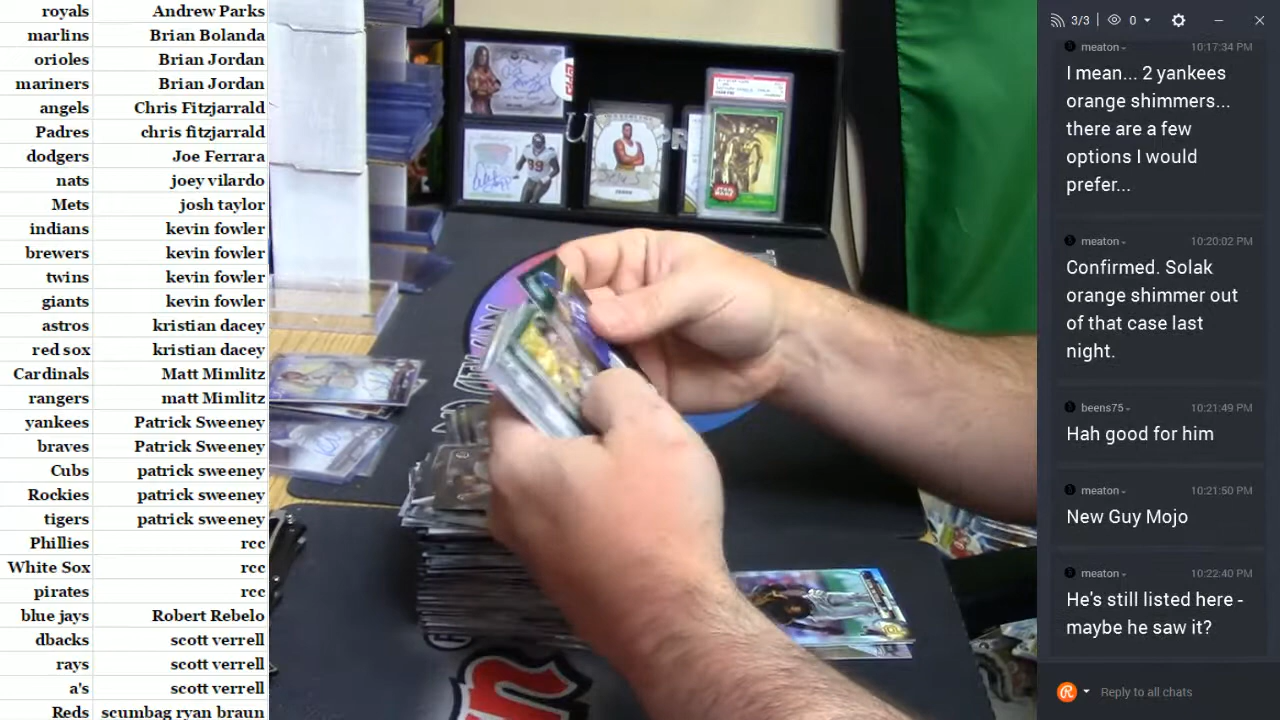 royals Andrew Parks
marlins Brian Bolanda
orioles Brian Jordan
mariners Brian Jordan
angels Chris Fitzjarrald
Padres chris fitzjarrald
dodgers Joe Ferrara
nats joey vilardo
Mets josh taylor
indians kevin fowler
brewers kevin fowler
twins kevin fowler
giants kevin fowler
astros kristian dacey
red sox kristian dacey
Cardinals Matt Mimlitz
rangers matt Mimlitz
yankees Patrick Sweeney
braves Patrick Sweeney
Cubs patrick sweeney
Rockies patrick sweeney
tigers patrick sweeney
Phillies rcc
White Sox rcc
pirates rcc
blue jays Robert Rebelo
dbacks scott verrell
rays scott verrell
a's scott verrell
Reds scumbag ryan braun
STAR WARS
3/3 0
meaton 10:17:34 PM
I mean... 2 yankees
orange shimmers...
there are a few
options I would
prefer...
meaton 10:20:02 PM
Confirmed. Solak
orange shimmer out
of that case last
night.
beens75 10:21:49 PM
Hah good for him
meaton 10:21:50 PM
New Guy Mojo
meaton 10:22:40 PM
He's still listed here -
maybe he saw it?
Reply to all chats